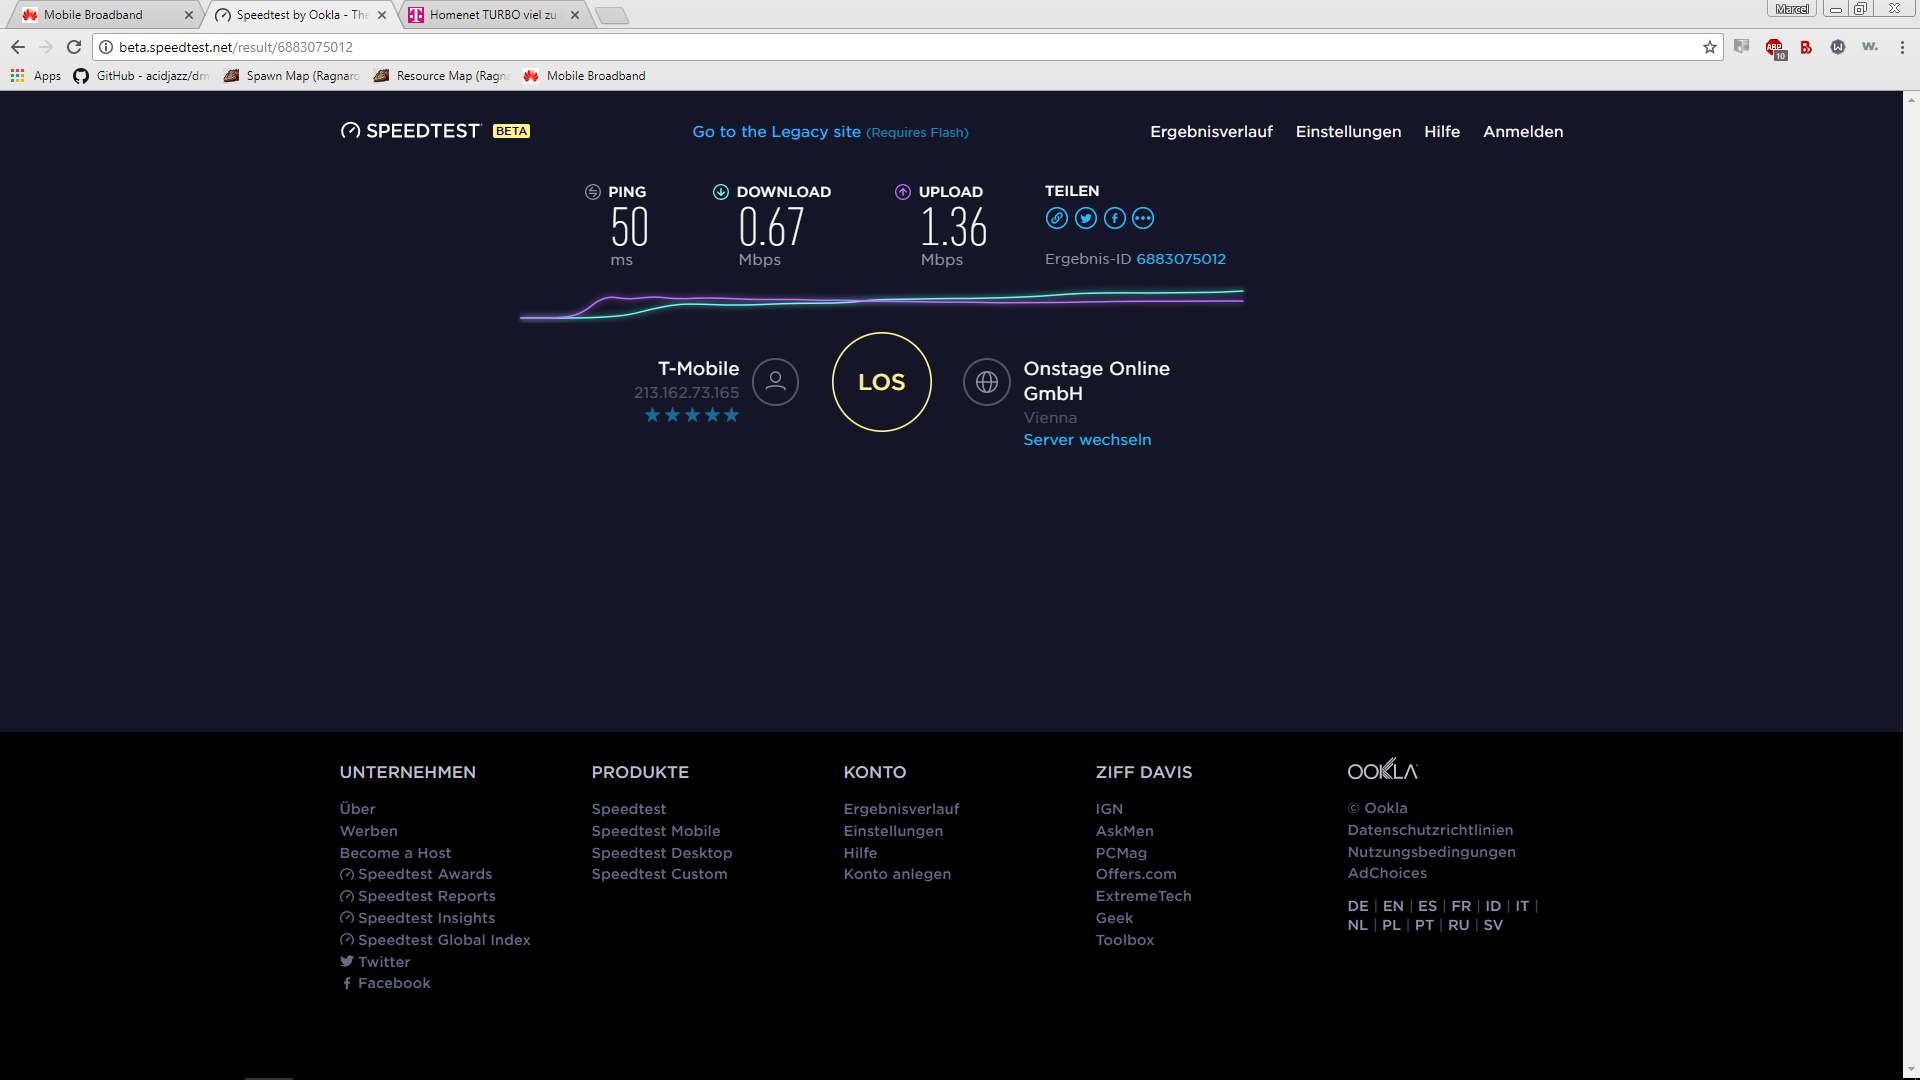 Mobile Broadband
Speedtest by Ookla - The
Homenet TURBO viel zu
Marcel
beta.speedtest.net/result/6883075012
ABP
10
B
W
w.
Apps
GitHub - acidjazz/drn
Spawn Map (Ragnaro
Resource Map (Ragna
Mobile Broadband
SPEEDTEST BETA
Go to the Legacy site (Requires Flash)
Ergebnisverlauf Einstellungen Hilfe Anmelden
PING DOWNLOAD UPLOAD TEILEN
50 0.67 1.36
ms Mbps Mbps
Ergebnis-ID 6883075012
T-Mobile
213.162.73.165
LOS
Onstage Online
GmbH
Vienna
Server wechseln
UNTERNEHMEN
Über
Werben
Become a Host
Speedtest Awards
Speedtest Reports
Speedtest Insights
Speedtest Global Index
Twitter
Facebook
PRODUKTE
Speedtest
Speedtest Mobile
Speedtest Desktop
Speedtest Custom
KONTO
Ergebnisverlauf
Einstellungen
Hilfe
Konto anlegen
ZIFF DAVIS
IGN
AskMen
PCMag
Offers.com
ExtremeTech
Geek
Toolbox
OOKLA
© Ookla
Datenschutzrichtlinien
Nutzungsbedingungen
AdChoices
DE | EN | ES | FR | ID | IT |
NL | PL | PT | RU | SV